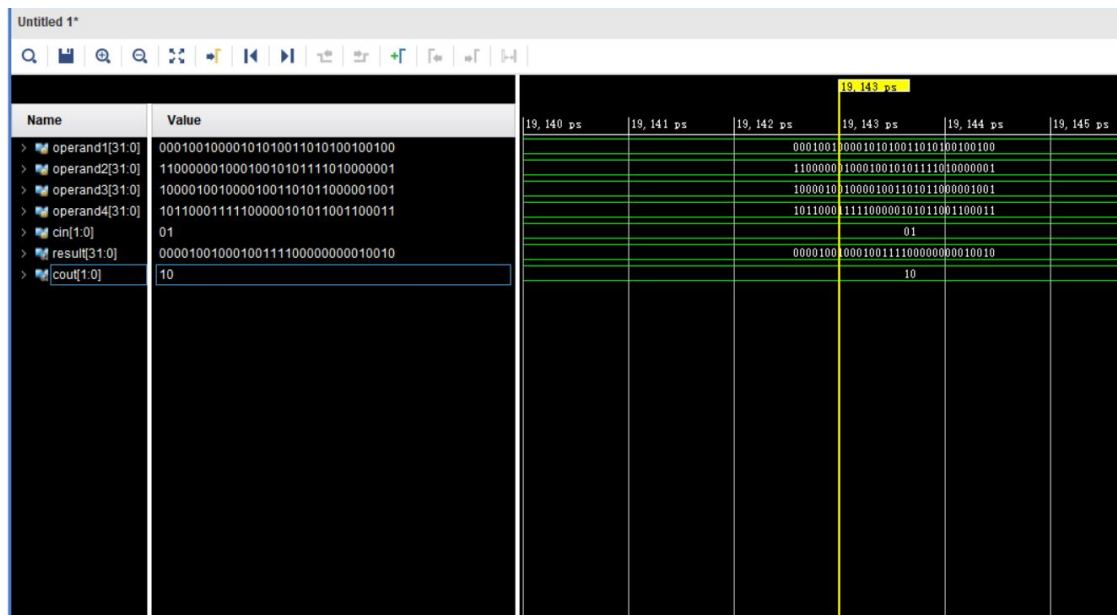 Untitled 1*
19,143 ps
Name Value
19,140 ps 19,141 ps 19,142 ps 19,143 ps 19,144 ps 19,145 ps
operand1[31:0] 00010010000101010011010100100100 00010010000101010011010100100100
operand2[31:0] 11000000100010010101111010000001 11000000100010010101111010000001
operand3[31:0] 10000100100001001101011000001001 10000100100001001101011000001001
operand4[31:0] 10110001111100000101011001100011 10110001111100000101011001100011
cin[1:0] 01 01
result[31:0] 00001001000100111100000000010010 00001001000100111100000000010010
cout[1:0] 10 10